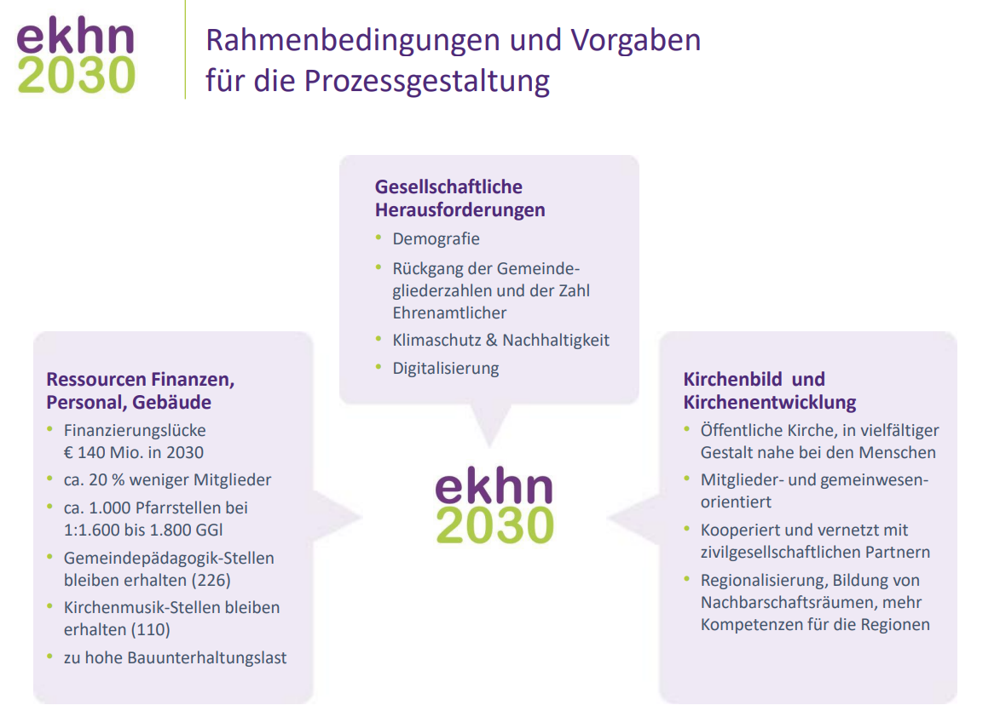 ekhn
2030
Rahmenbedingungen und Vorgaben
für die Prozessgestaltung
Gesellschaftliche
Herausforderungen
• Demografie
• Rückgang der Gemeinde-
gliederzahlen und der Zahl
Ehrenamtlicher
• Klimaschutz & Nachhaltigkeit
• Digitalisierung
Ressourcen Finanzen,
Personal, Gebäude
• Finanzierungslücke
€ 140 Mio. in 2030
• ca. 20 % weniger Mitglieder
• ca. 1.000 Pfarrstellen bei
1:1.600 bis 1.800 GGl
• Gemeindepädagogik-Stellen
bleiben erhalten (226)
• Kirchenmusik-Stellen bleiben
erhalten (110)
• zu hohe Bauunterhaltungslast
ekhn
2030
Kirchenbild und
Kirchenentwicklung
• Öffentliche Kirche, in vielfältiger
Gestalt nahe bei den Menschen
• Mitglieder- und gemeinwesen-
orientiert
• Kooperiert und vernetzt mit
zivilgesellschaftlichen Partnern
• Regionalisierung, Bildung von
Nachbarschaftsräumen, mehr
Kompetenzen für die Regionen